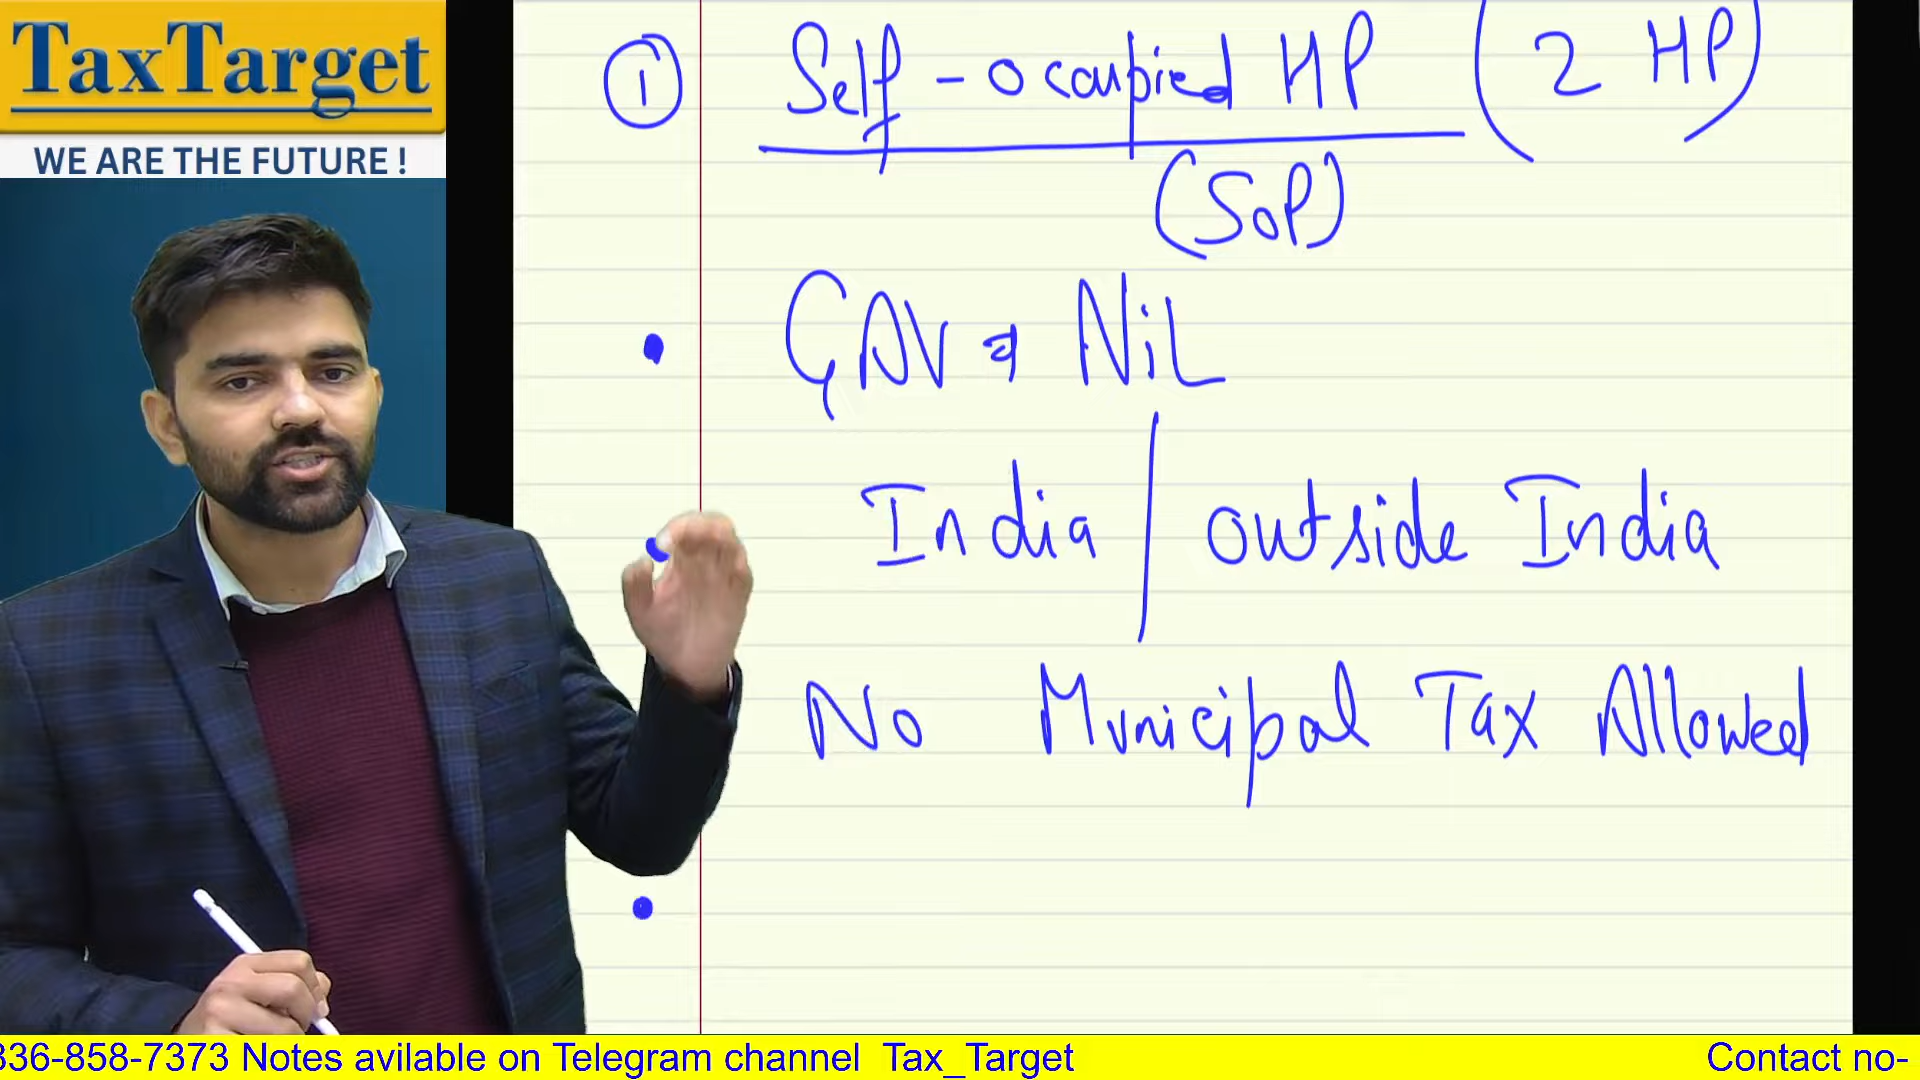 TaxTarget
WE ARE THE FUTURE !
① Self-occupied HP (2 HP)
(SOP)
• GAV = NiL
• India / outside India
No Municipal Tax Allowed
•
336-858-7373 Notes avilable on Telegram channel Tax_Target Contact no-